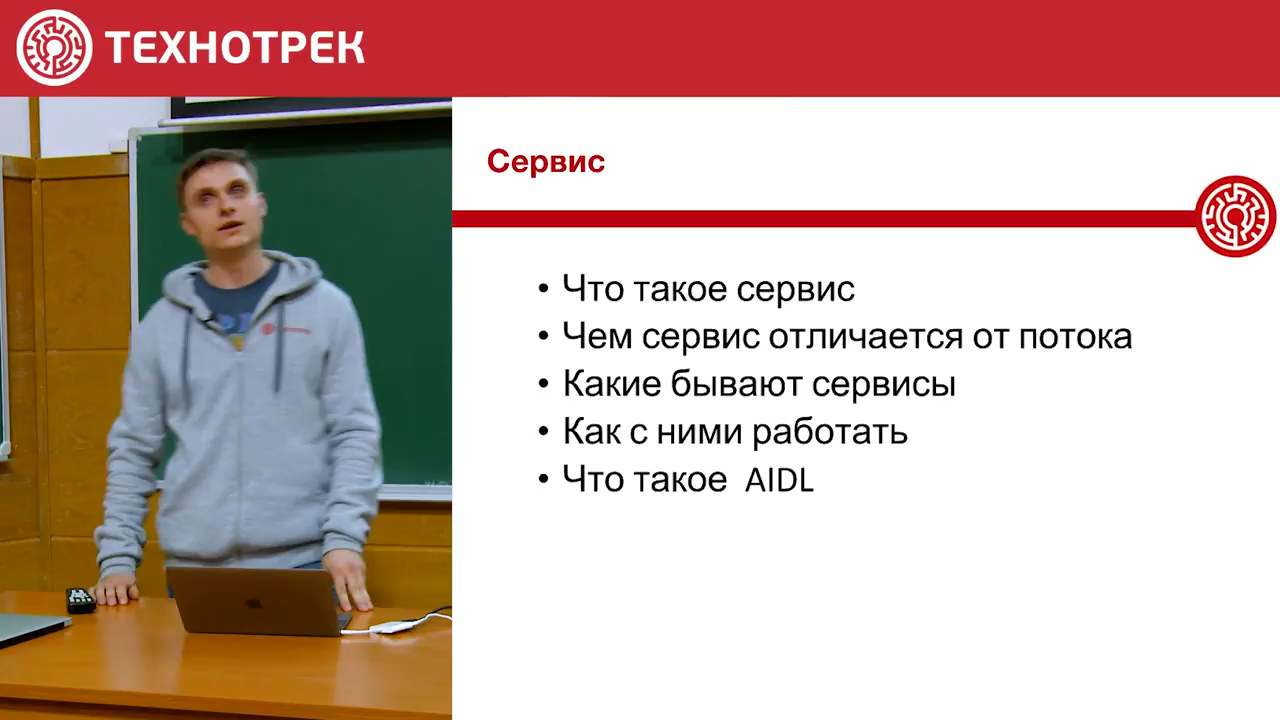 ТЕХНОТРЕК
Сервис
• Что такое сервис
• Чем сервис отличается от потока
• Какие бывают сервисы
• Как с ними работать
• Что такое AIDL